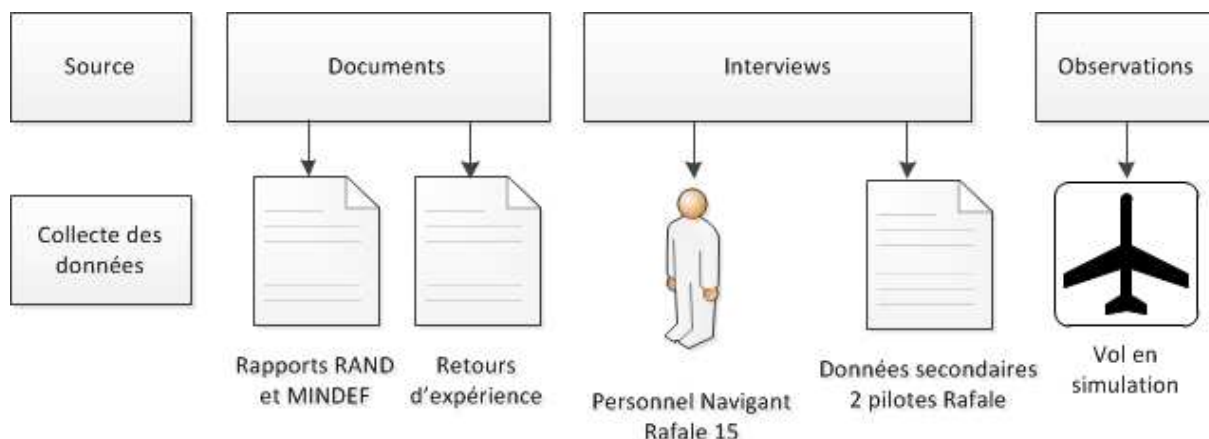 Source
Documents
Interviews
Observations
Collecte des
données
Rapports RAND
et MINDEF
Retours
d'expérience
Personnel Navigant
Rafale 15
Données secondaires
2 pilotes Rafale
Vol en
simulation